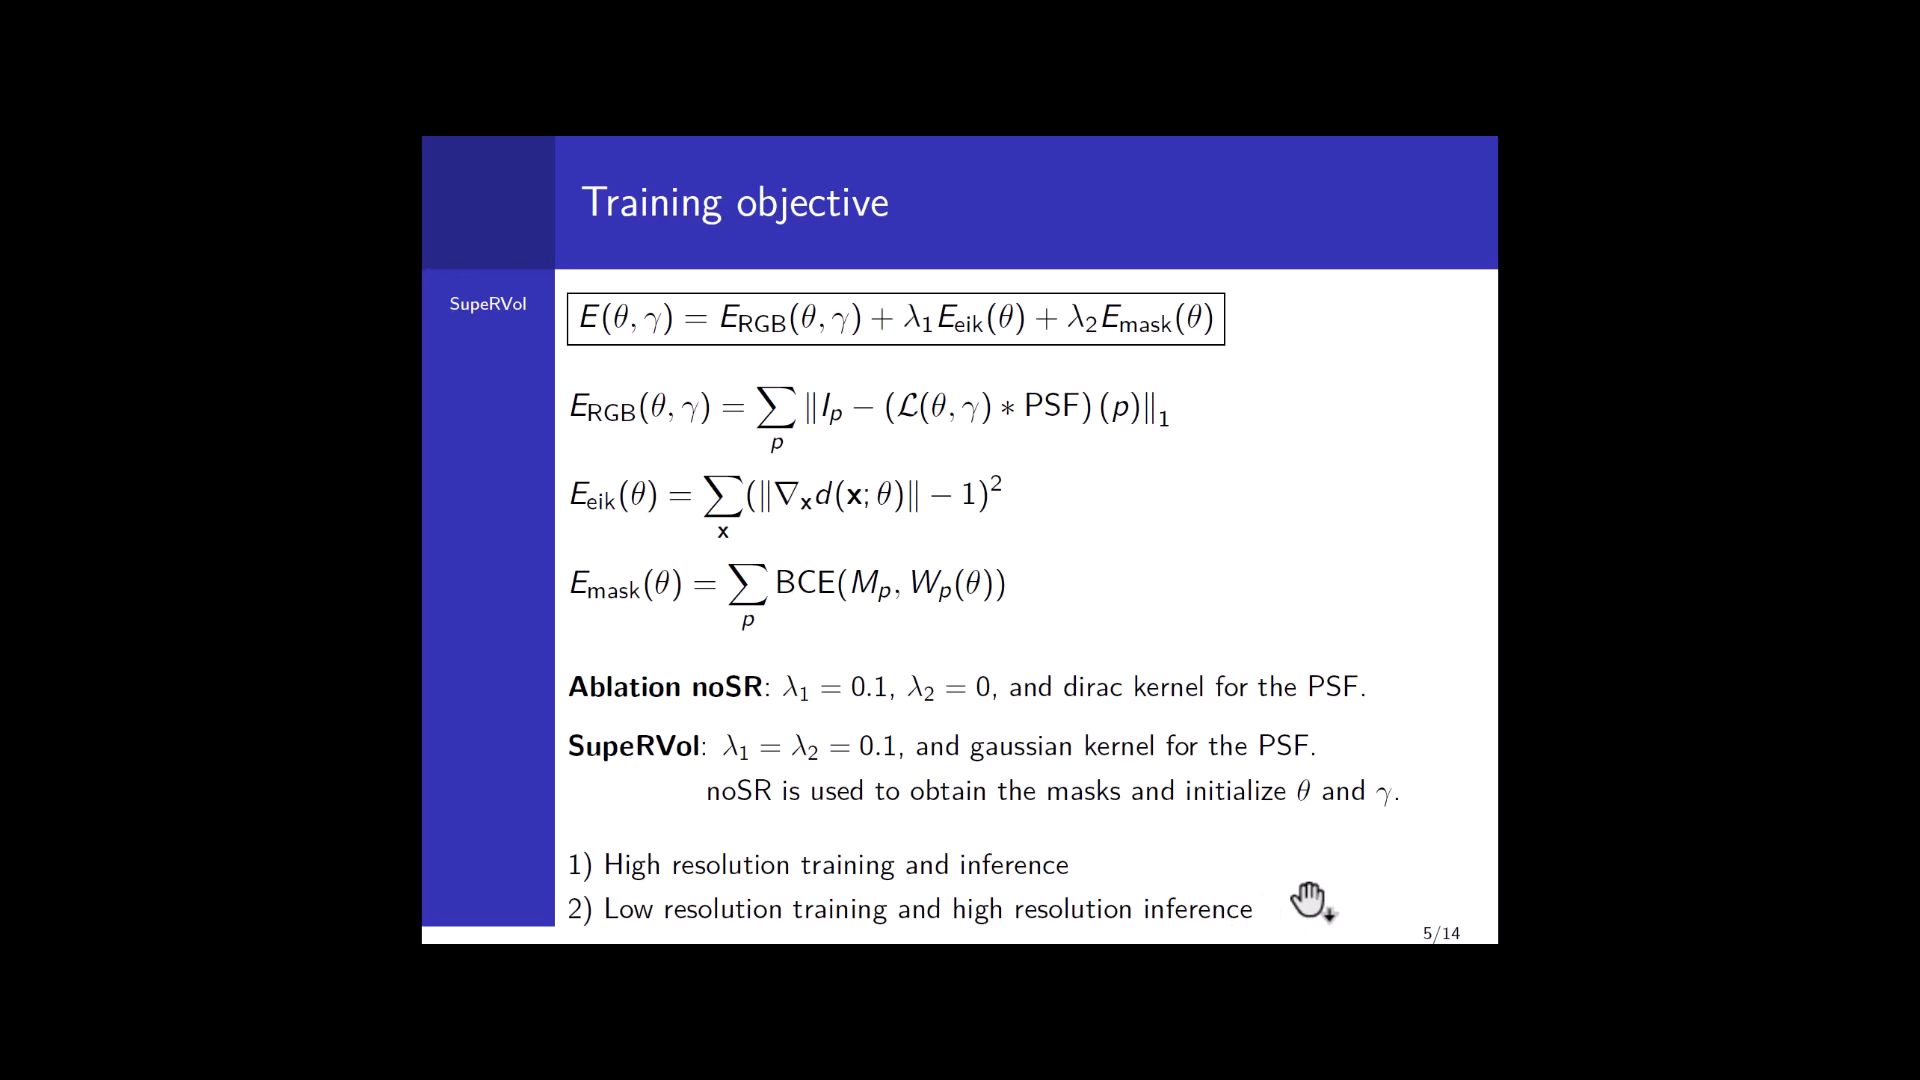 Training objective
SupeRVol
E(θ, γ) = E_RGB(θ, γ) + λ₁E_eik(θ) + λ₂E_mask(θ)
E_RGB(θ, γ) = ∑_p ‖I_p − (ℒ(θ, γ) ∗ PSF) (p)‖₁
E_eik(θ) = ∑_x (‖∇_x d(x; θ)‖ − 1)²
E_mask(θ) = ∑_p BCE(M_p, W_p(θ))
Ablation noSR: λ₁ = 0.1, λ₂ = 0, and dirac kernel for the PSF.
SupeRVol: λ₁ = λ₂ = 0.1, and gaussian kernel for the PSF.
noSR is used to obtain the masks and initialize θ and γ.
1) High resolution training and inference
2) Low resolution training and high resolution inference
5/14